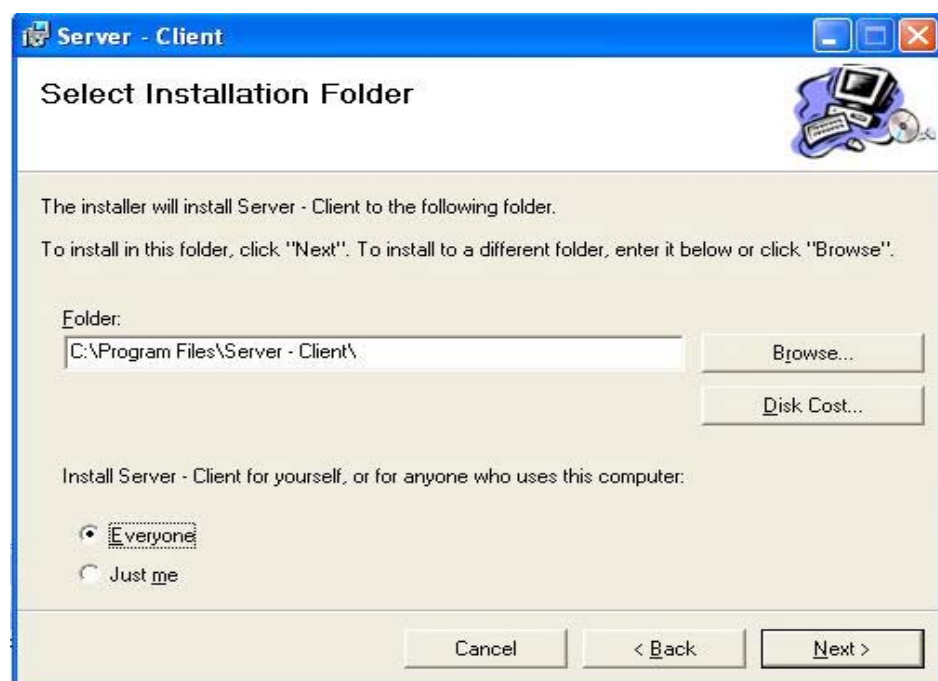 Server - Client
Select Installation Folder
The installer will install Server - Client to the following folder.
To install in this folder, click "Next". To install to a different folder, enter it below or click "Browse".
Folder:
C:\Program Files\Server - Client\
Browse...
Disk Cost...
Install Server - Client for yourself, or for anyone who uses this computer:
Everyone
Just me
Cancel
< Back
Next >